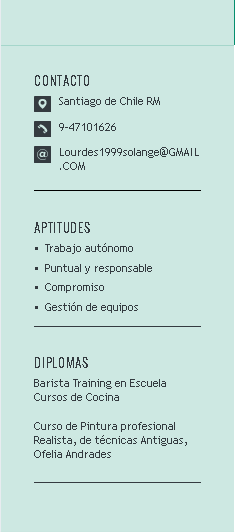 CONTACTO
Santiago de Chile RM
9-47101626
Lourdes1999solange@GMAIL
.COM
APTITUDES
• Trabajo autónomo
• Puntual y responsable
• Compromiso
• Gestión de equipos
DIPLOMAS
Barista Training en Escuela
Cursos de Cocina
Curso de Pintura profesional
Realista, de técnicas Antiguas,
Ofelia Andrades